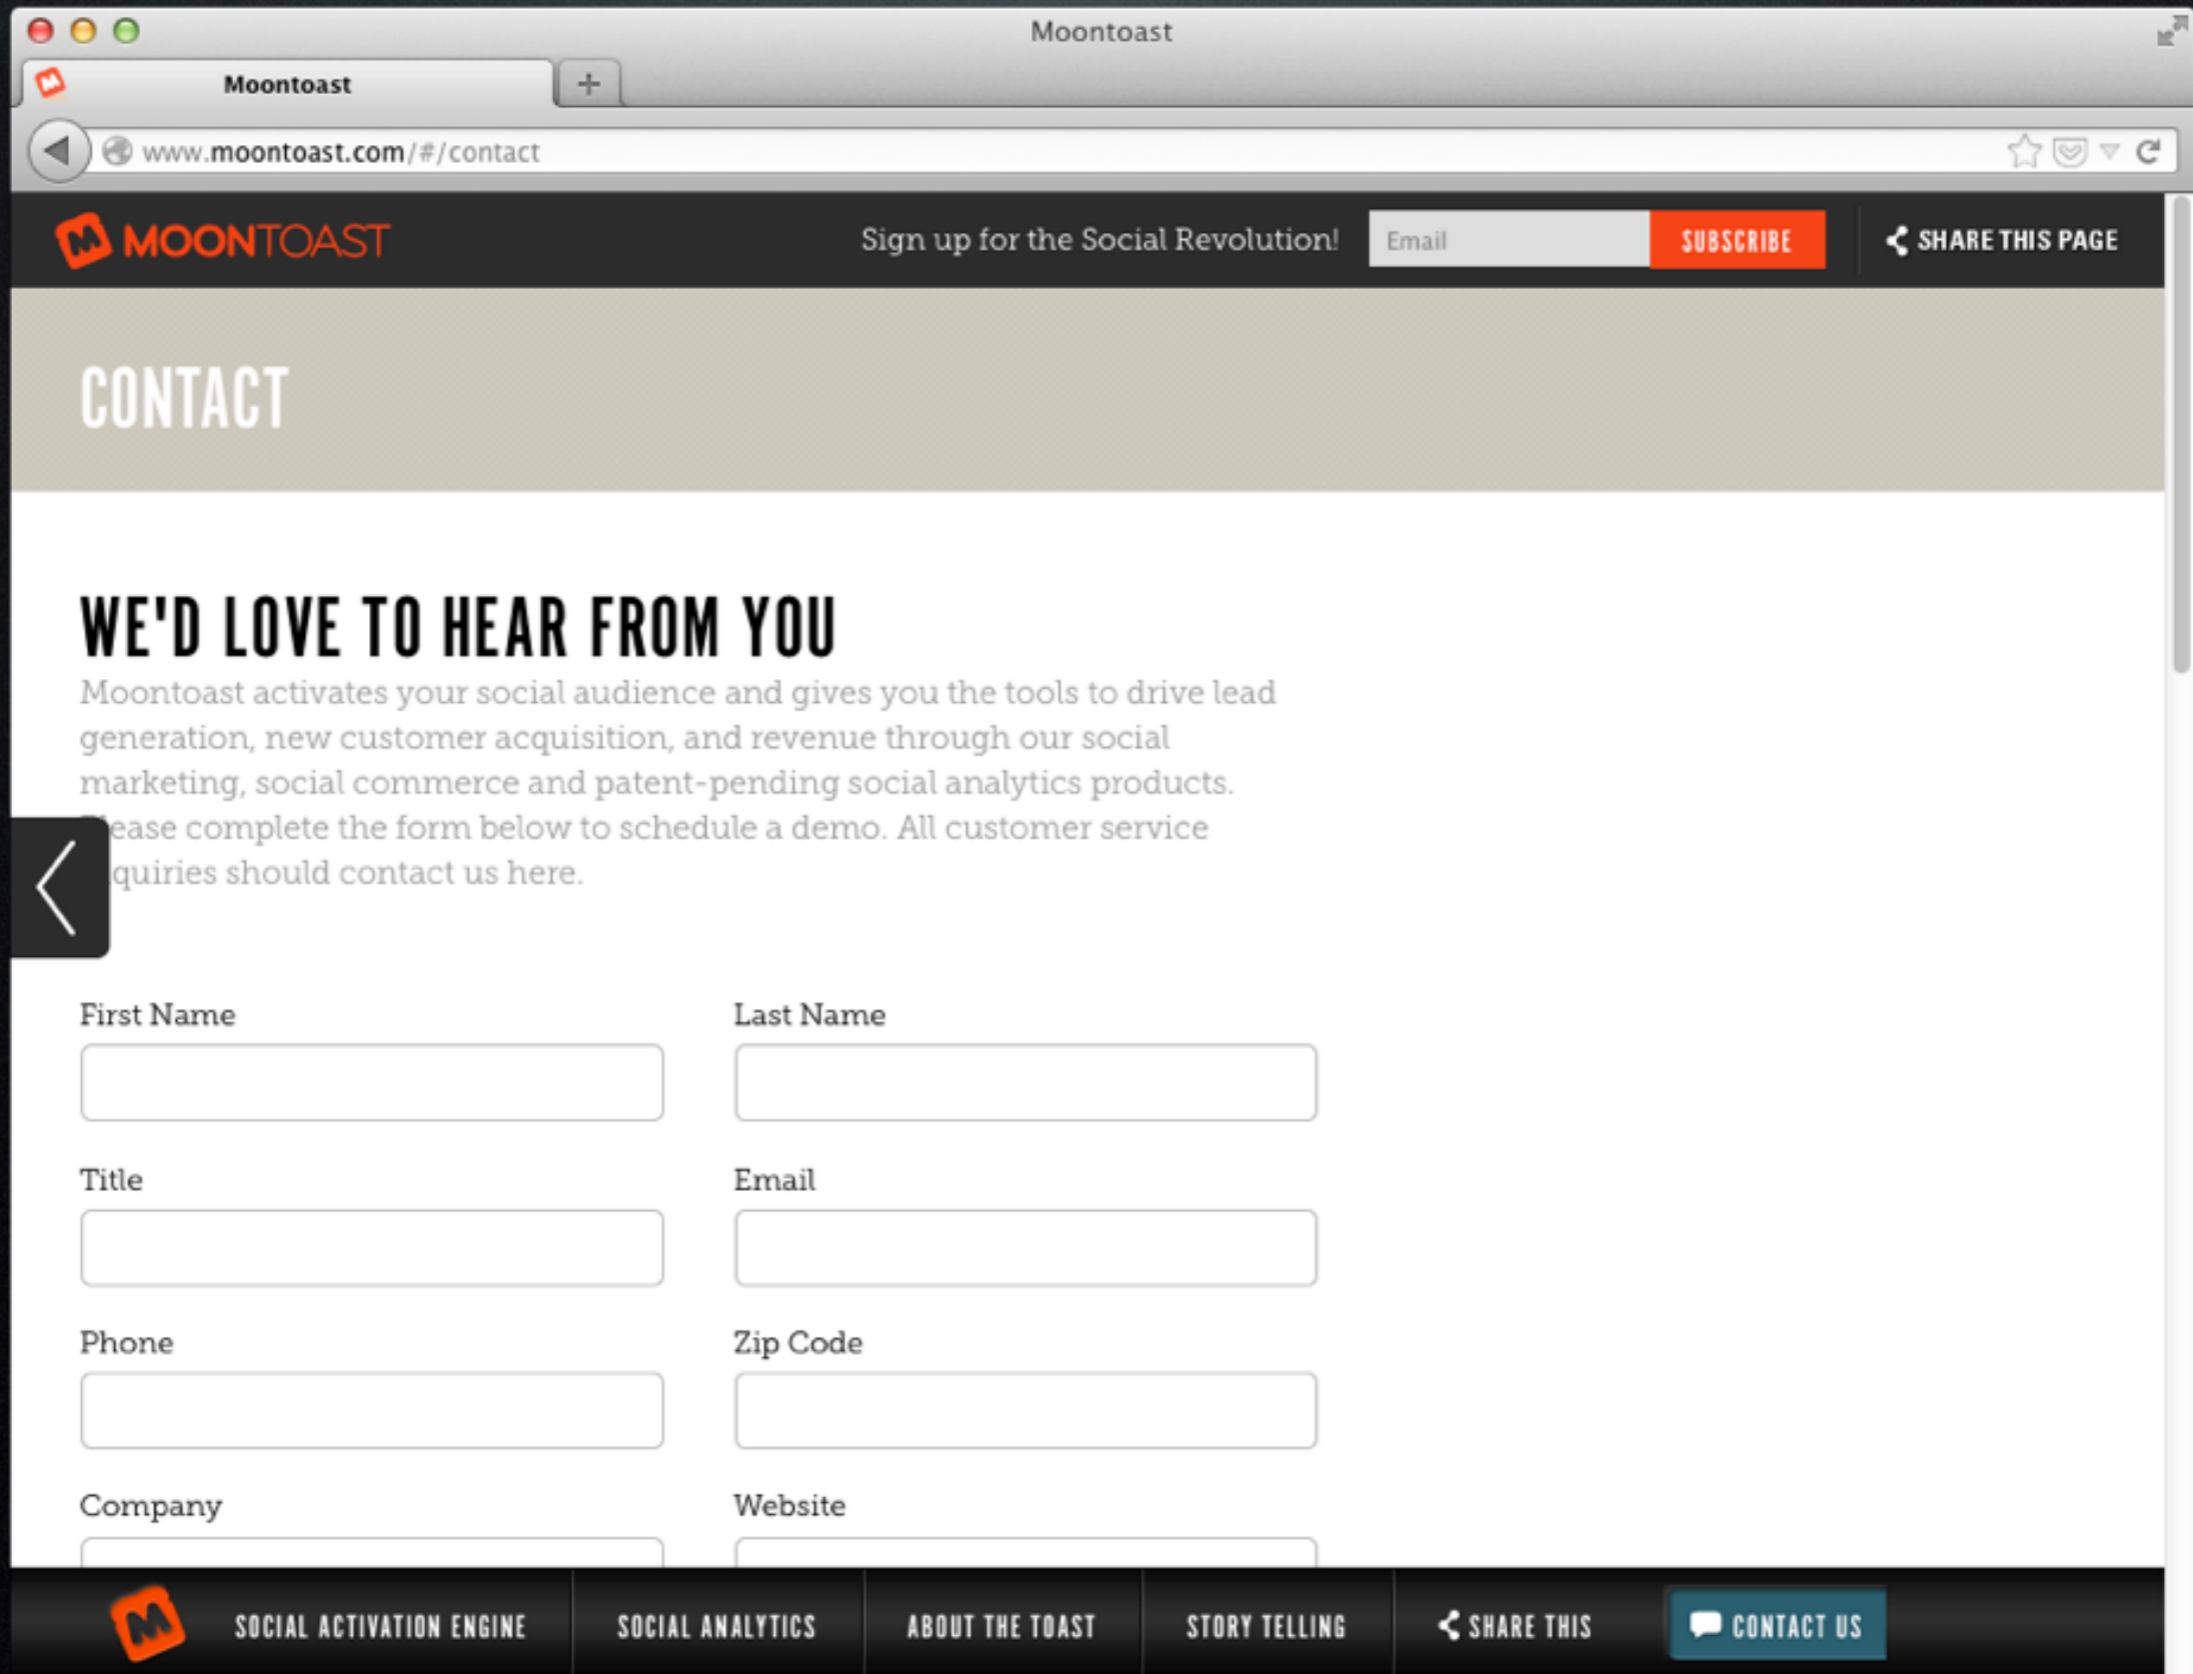 Moontoast
Moontoast
www.moontoast.com/#/contact
MOONTOAST
Sign up for the Social Revolution!
Email
SUBSCRIBE
SHARE THIS PAGE
CONTACT
WE'D LOVE TO HEAR FROM YOU
Moontoast activates your social audience and gives you the tools to drive lead
generation, new customer acquisition, and revenue through our social
marketing, social commerce and patent-pending social analytics products.
lease complete the form below to schedule a demo. All customer service
quiries should contact us here.
First Name
Last Name
Title
Email
Phone
Zip Code
Company
Website
SOCIAL ACTIVATION ENGINE
SOCIAL ANALYTICS
ABOUT THE TOAST
STORY TELLING
SHARE THIS
CONTACT US